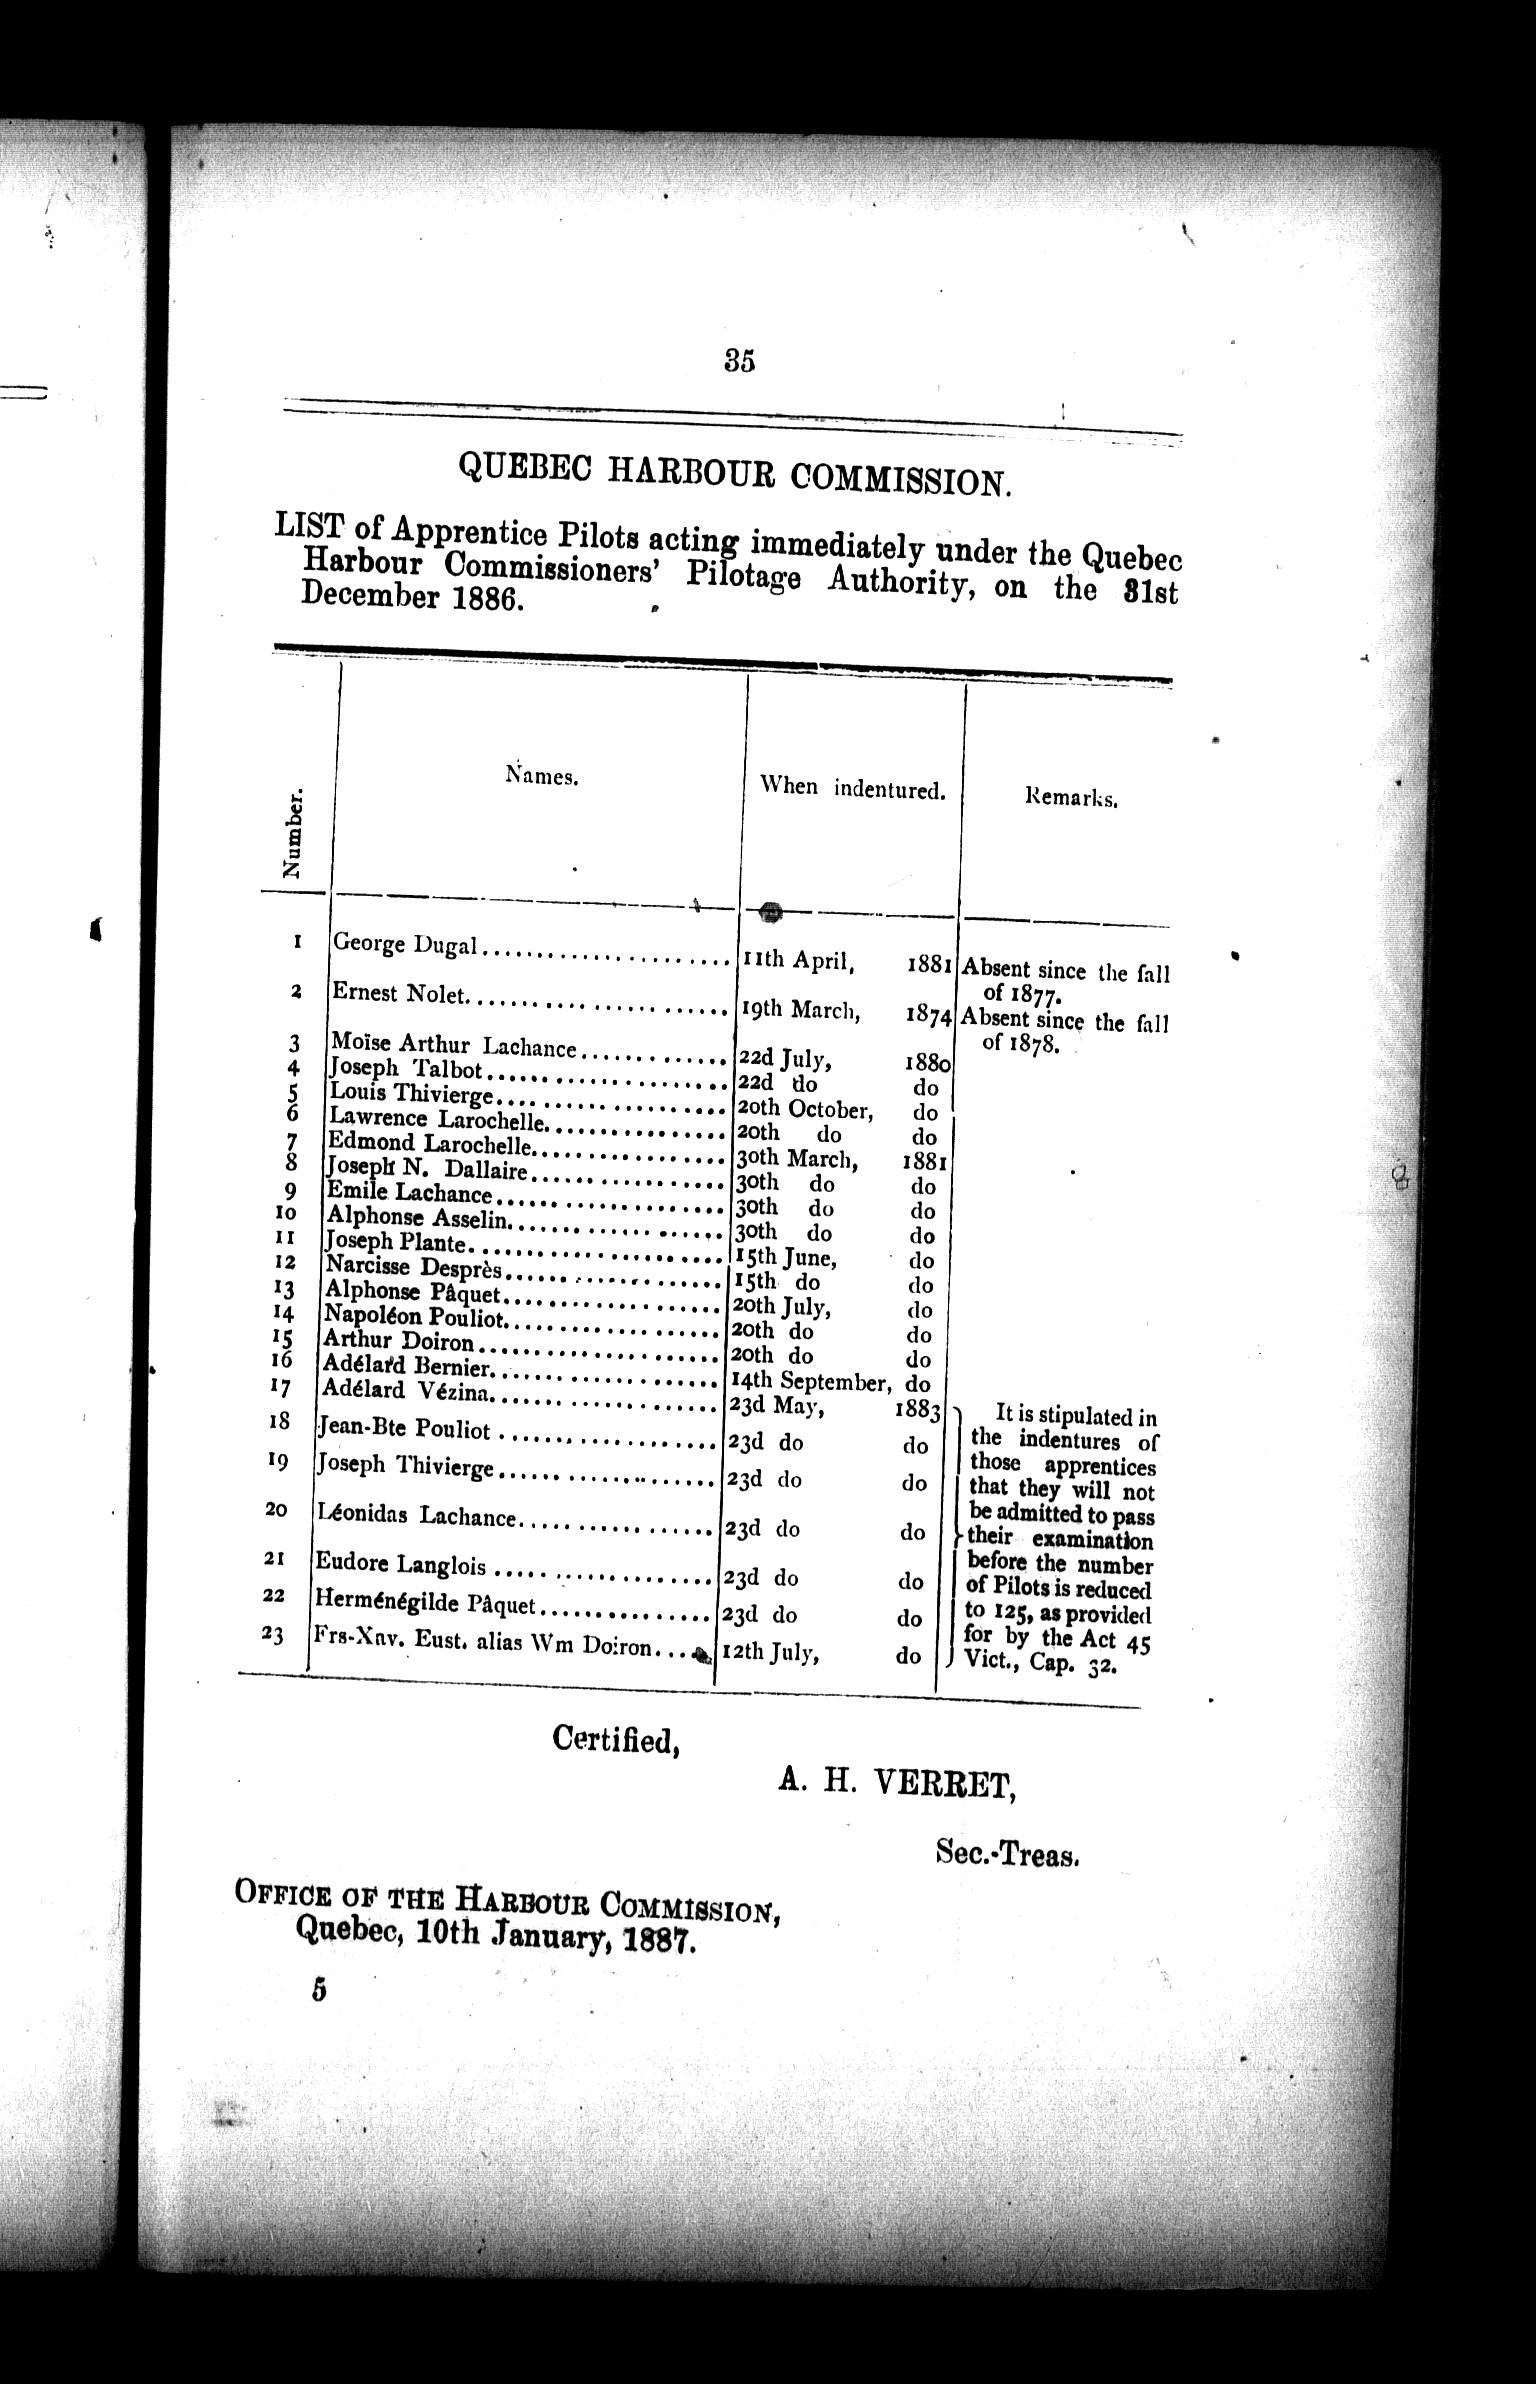 35
QUEBEC HARBOUR COMMISSION.
LIST of Apprentice Pilots acting immediately under the Quebec
Harbour Commissioners' Pilotage Authority, on the 31st
December 1886.
Number. Names. When indentured. Remarks.
1 George Dugal...................... 11th April, 1881 Absent since the fall
of 1877.
2 Ernest Nolet...................... 19th March, 1874 Absent since the fall
of 1878.
3 Moïse Arthur Lachance............. 22d July, 1880
4 Joseph Talbot..................... 22d do do
5 Louis Thivierge................... 20th October, do
6 Lawrence Larochelle............... 20th do do
7 Edmond Larochelle................. 30th March, 1881
8 Joseph N. Dallaire................ 30th do do
9 Emile Lachance.................... 30th do do
10 Alphonse Asselin................. 30th do do
11 Joseph Plante.................... 15th June, do
12 Narcisse Desprès................. 15th do do
13 Alphonse Pâquet.................. 20th July, do
14 Napoléon Pouliot................. 20th do do
15 Arthur Doiron.................... 20th do do
16 Adélard Bernier.................. 14th September, do
17 Adélard Vézina................... 23d May, 1883
18 Jean-Bte Pouliot ................ 23d do do
19 Joseph Thivierge................. 23d do do
20 Léonidas Lachance................ 23d do do
21 Eudore Langlois ................. 23d do do
22 Herménégilde Pâquet.............. 23d do do
23 Frs-Xav. Eust. alias Wm Doiron.... 12th July, do
It is stipulated in
the indentures of
those apprentices
that they will not
be admitted to pass
their examination
before the number
of Pilots is reduced
to 125, as provided
for by the Act 45
Vict., Cap. 32.
Certified,
A. H. VERRET,
Sec.-Treas.
OFFICE OF THE HARBOUR COMMISSION,
Quebec, 10th January, 1887.
5